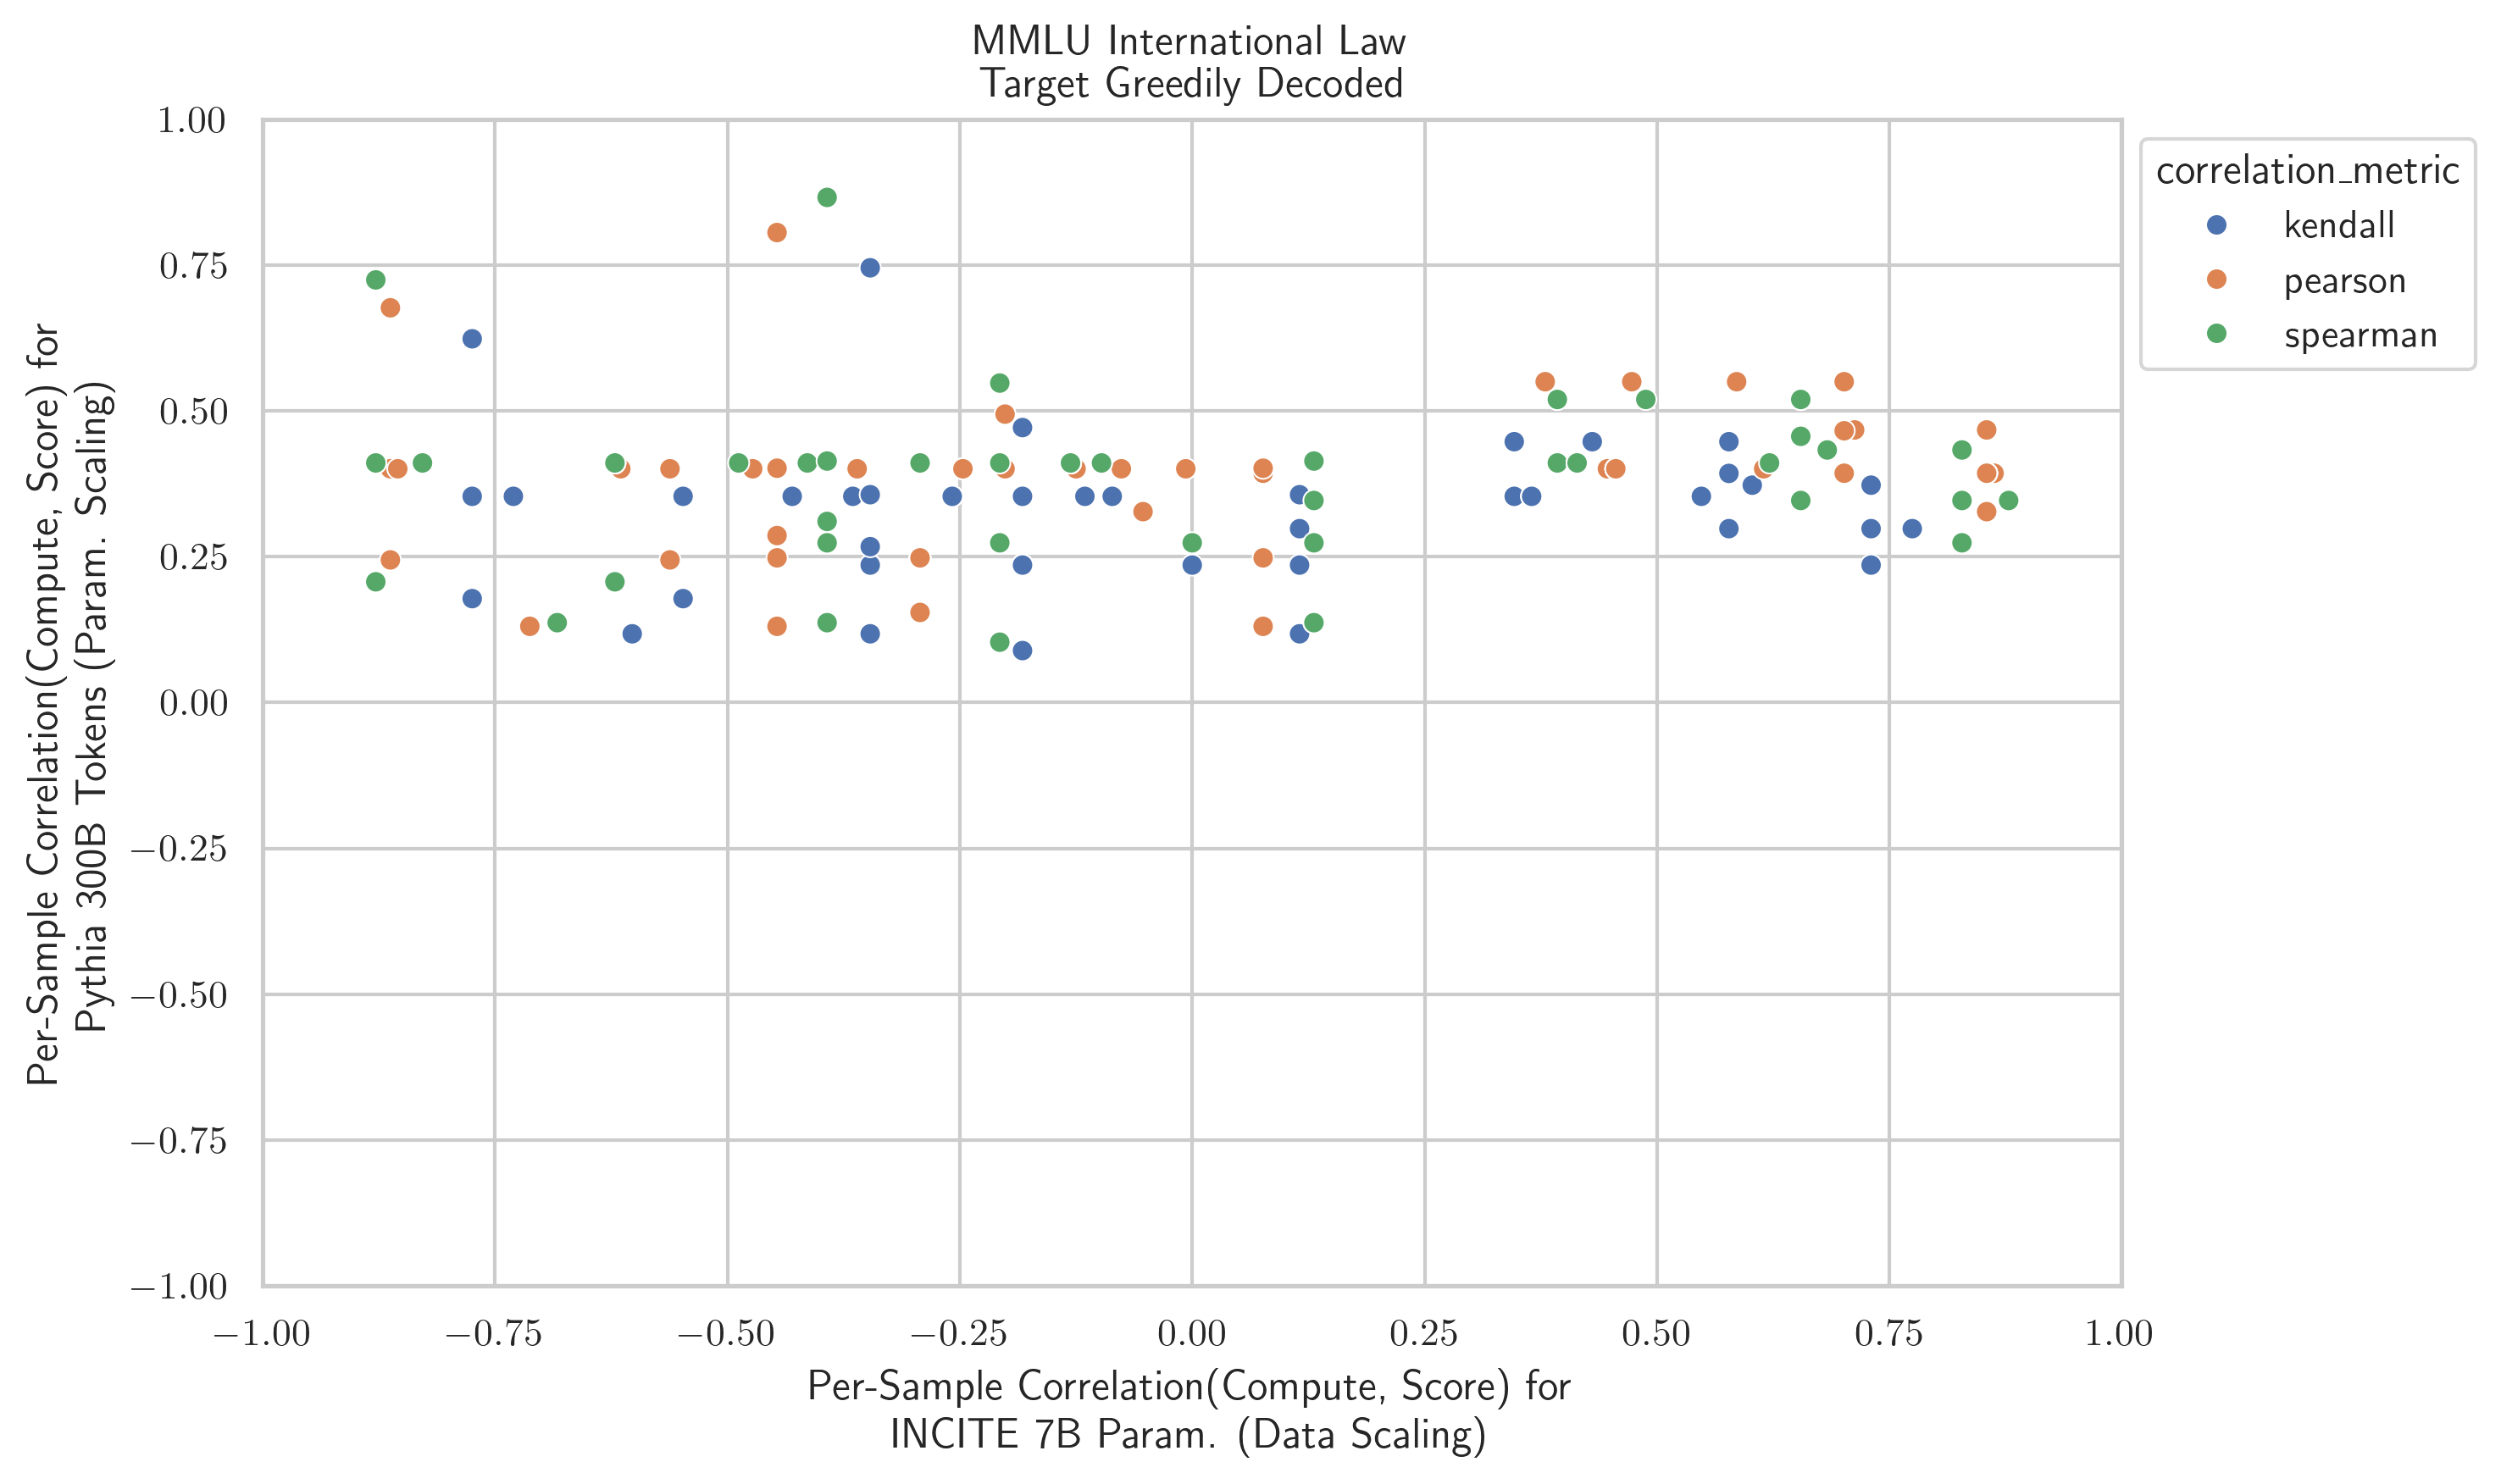 MMLU International Law
Target Greedily Decoded
1.00
0.75
0.50
0.25
0.00
−0.25
−0.50
−0.75
−1.00
Per-Sample Correlation(Compute, Score) for
Pythia 300B Tokens (Param. Scaling)
correlation_metric
kendall
pearson
spearman
−1.00 −0.75 −0.50 −0.25 0.00 0.25 0.50 0.75 1.00
Per-Sample Correlation(Compute, Score) for
INCITE 7B Param. (Data Scaling)